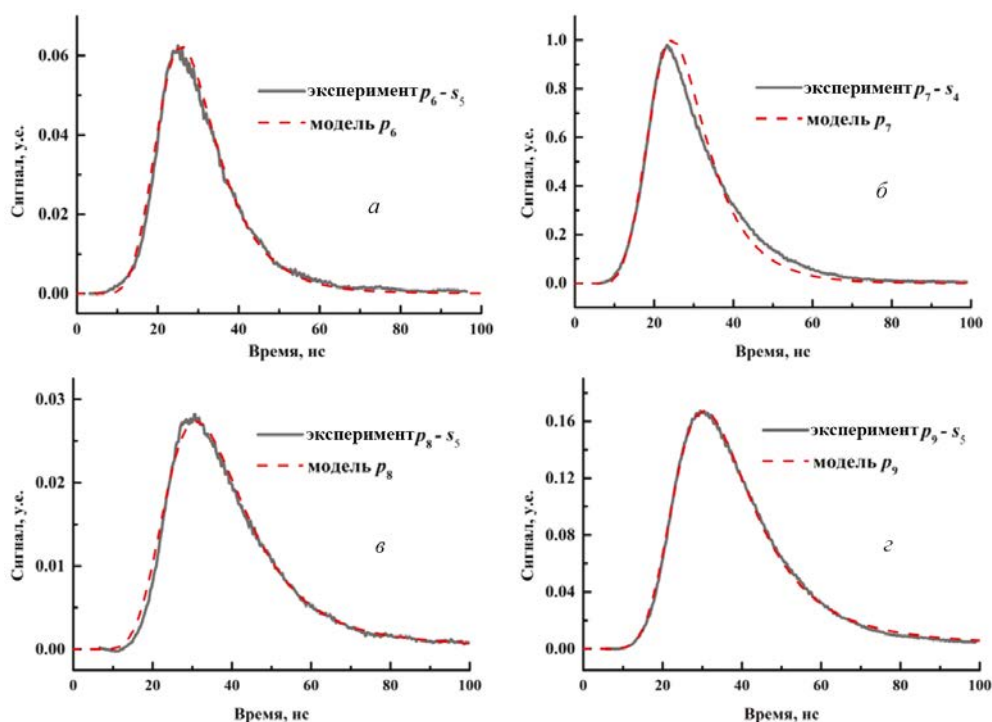 0.06
0.04
0.02
0.00
Сигнал, у.е.
эксперимент p6 - s5
модель p6
а
0 20 40 60 80 100
Время, нс
1.0
0.8
0.6
0.4
0.2
0.0
Сигнал, у.е.
эксперимент p7 - s4
модель p7
б
0 20 40 60 80 100
Время, нс
0.03
0.02
0.01
0.00
Сигнал, у.е.
эксперимент p8 - s5
модель p8
в
0 20 40 60 80 100
Время, нс
0.16
0.12
0.08
0.04
0.00
Сигнал, у.е.
эксперимент p9 - s5
модель p9
г
0 20 40 60 80 100
Время, нс